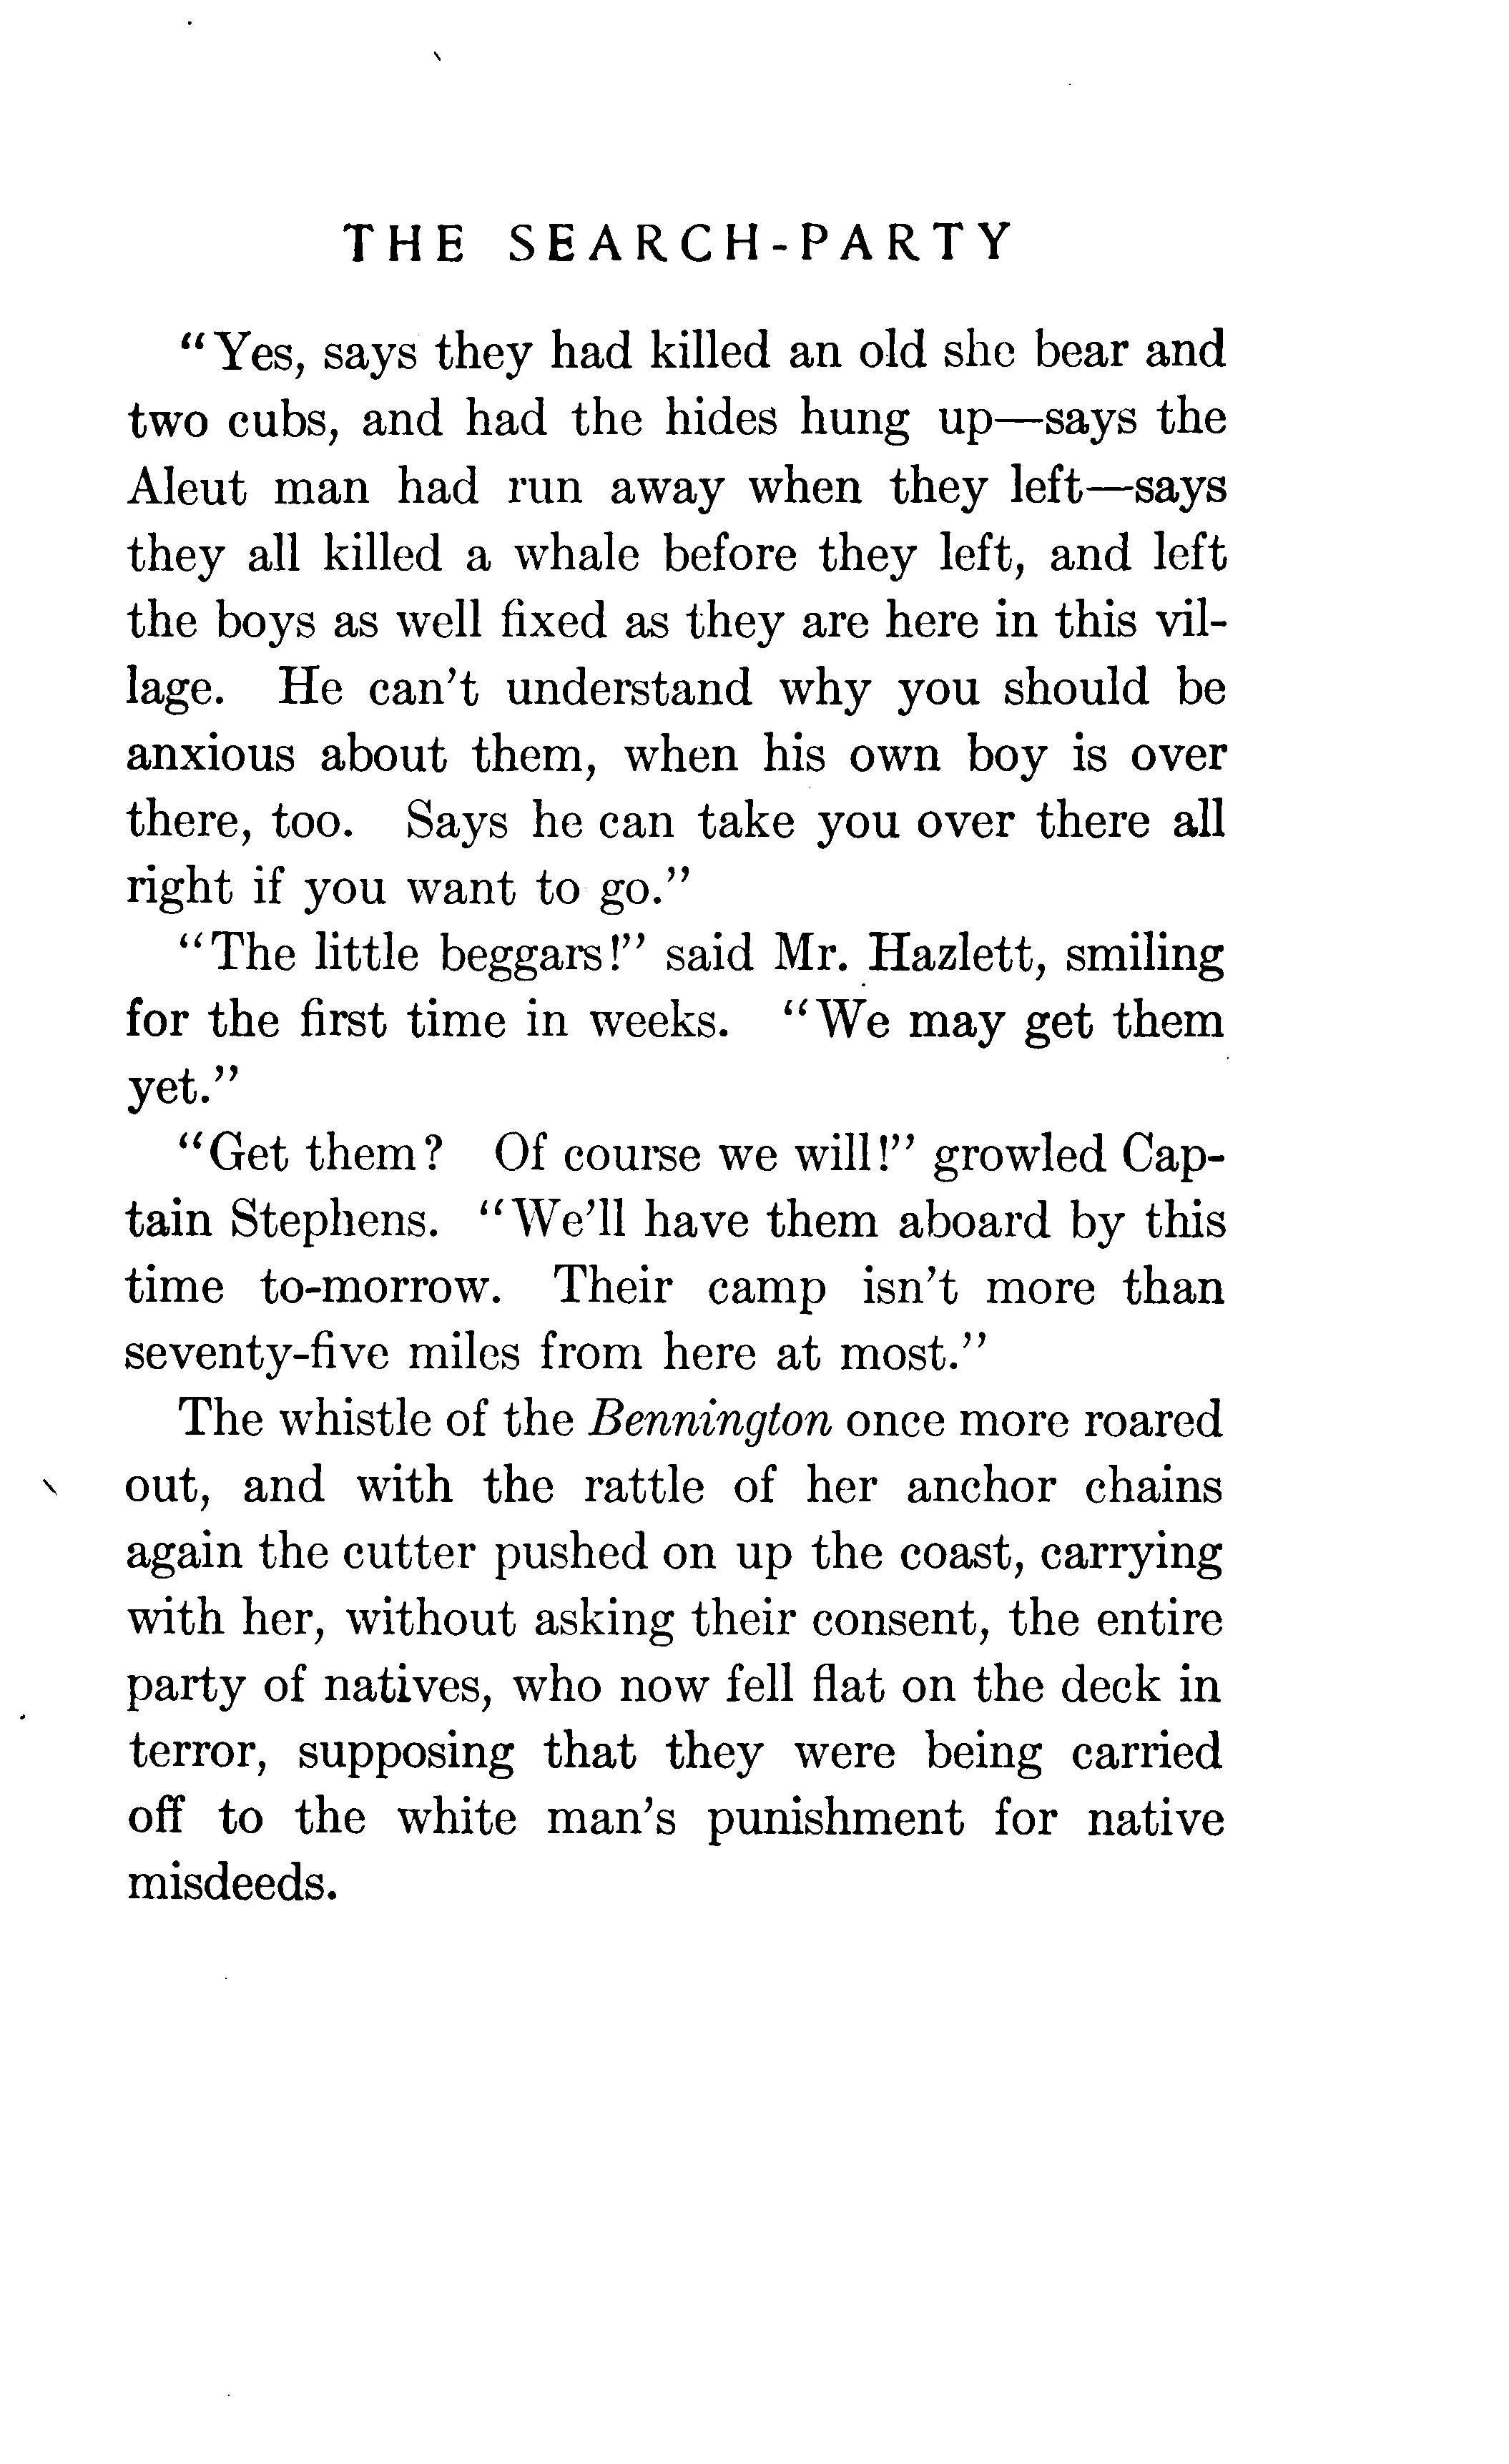 THE SEARCH-PARTY
"Yes, says they had killed an old she bear and
two cubs, and had the hides hung up—says the
Aleut man had run away when they left—says
they all killed a whale before they left, and left
the boys as well fixed as they are here in this vil-
lage. He can't understand why you should be
anxious about them, when his own boy is over
there, too. Says he can take you over there all
right if you want to go."
"The little beggars!" said Mr. Hazlett, smiling
for the first time in weeks. "We may get them
yet."
"Get them? Of course we will!" growled Cap-
tain Stephens. "We'll have them aboard by this
time to-morrow. Their camp isn't more than
seventy-five miles from here at most."
The whistle of the Bennington once more roared
out, and with the rattle of her anchor chains
again the cutter pushed on up the coast, carrying
with her, without asking their consent, the entire
party of natives, who now fell flat on the deck in
terror, supposing that they were being carried
off to the white man's punishment for native
misdeeds.